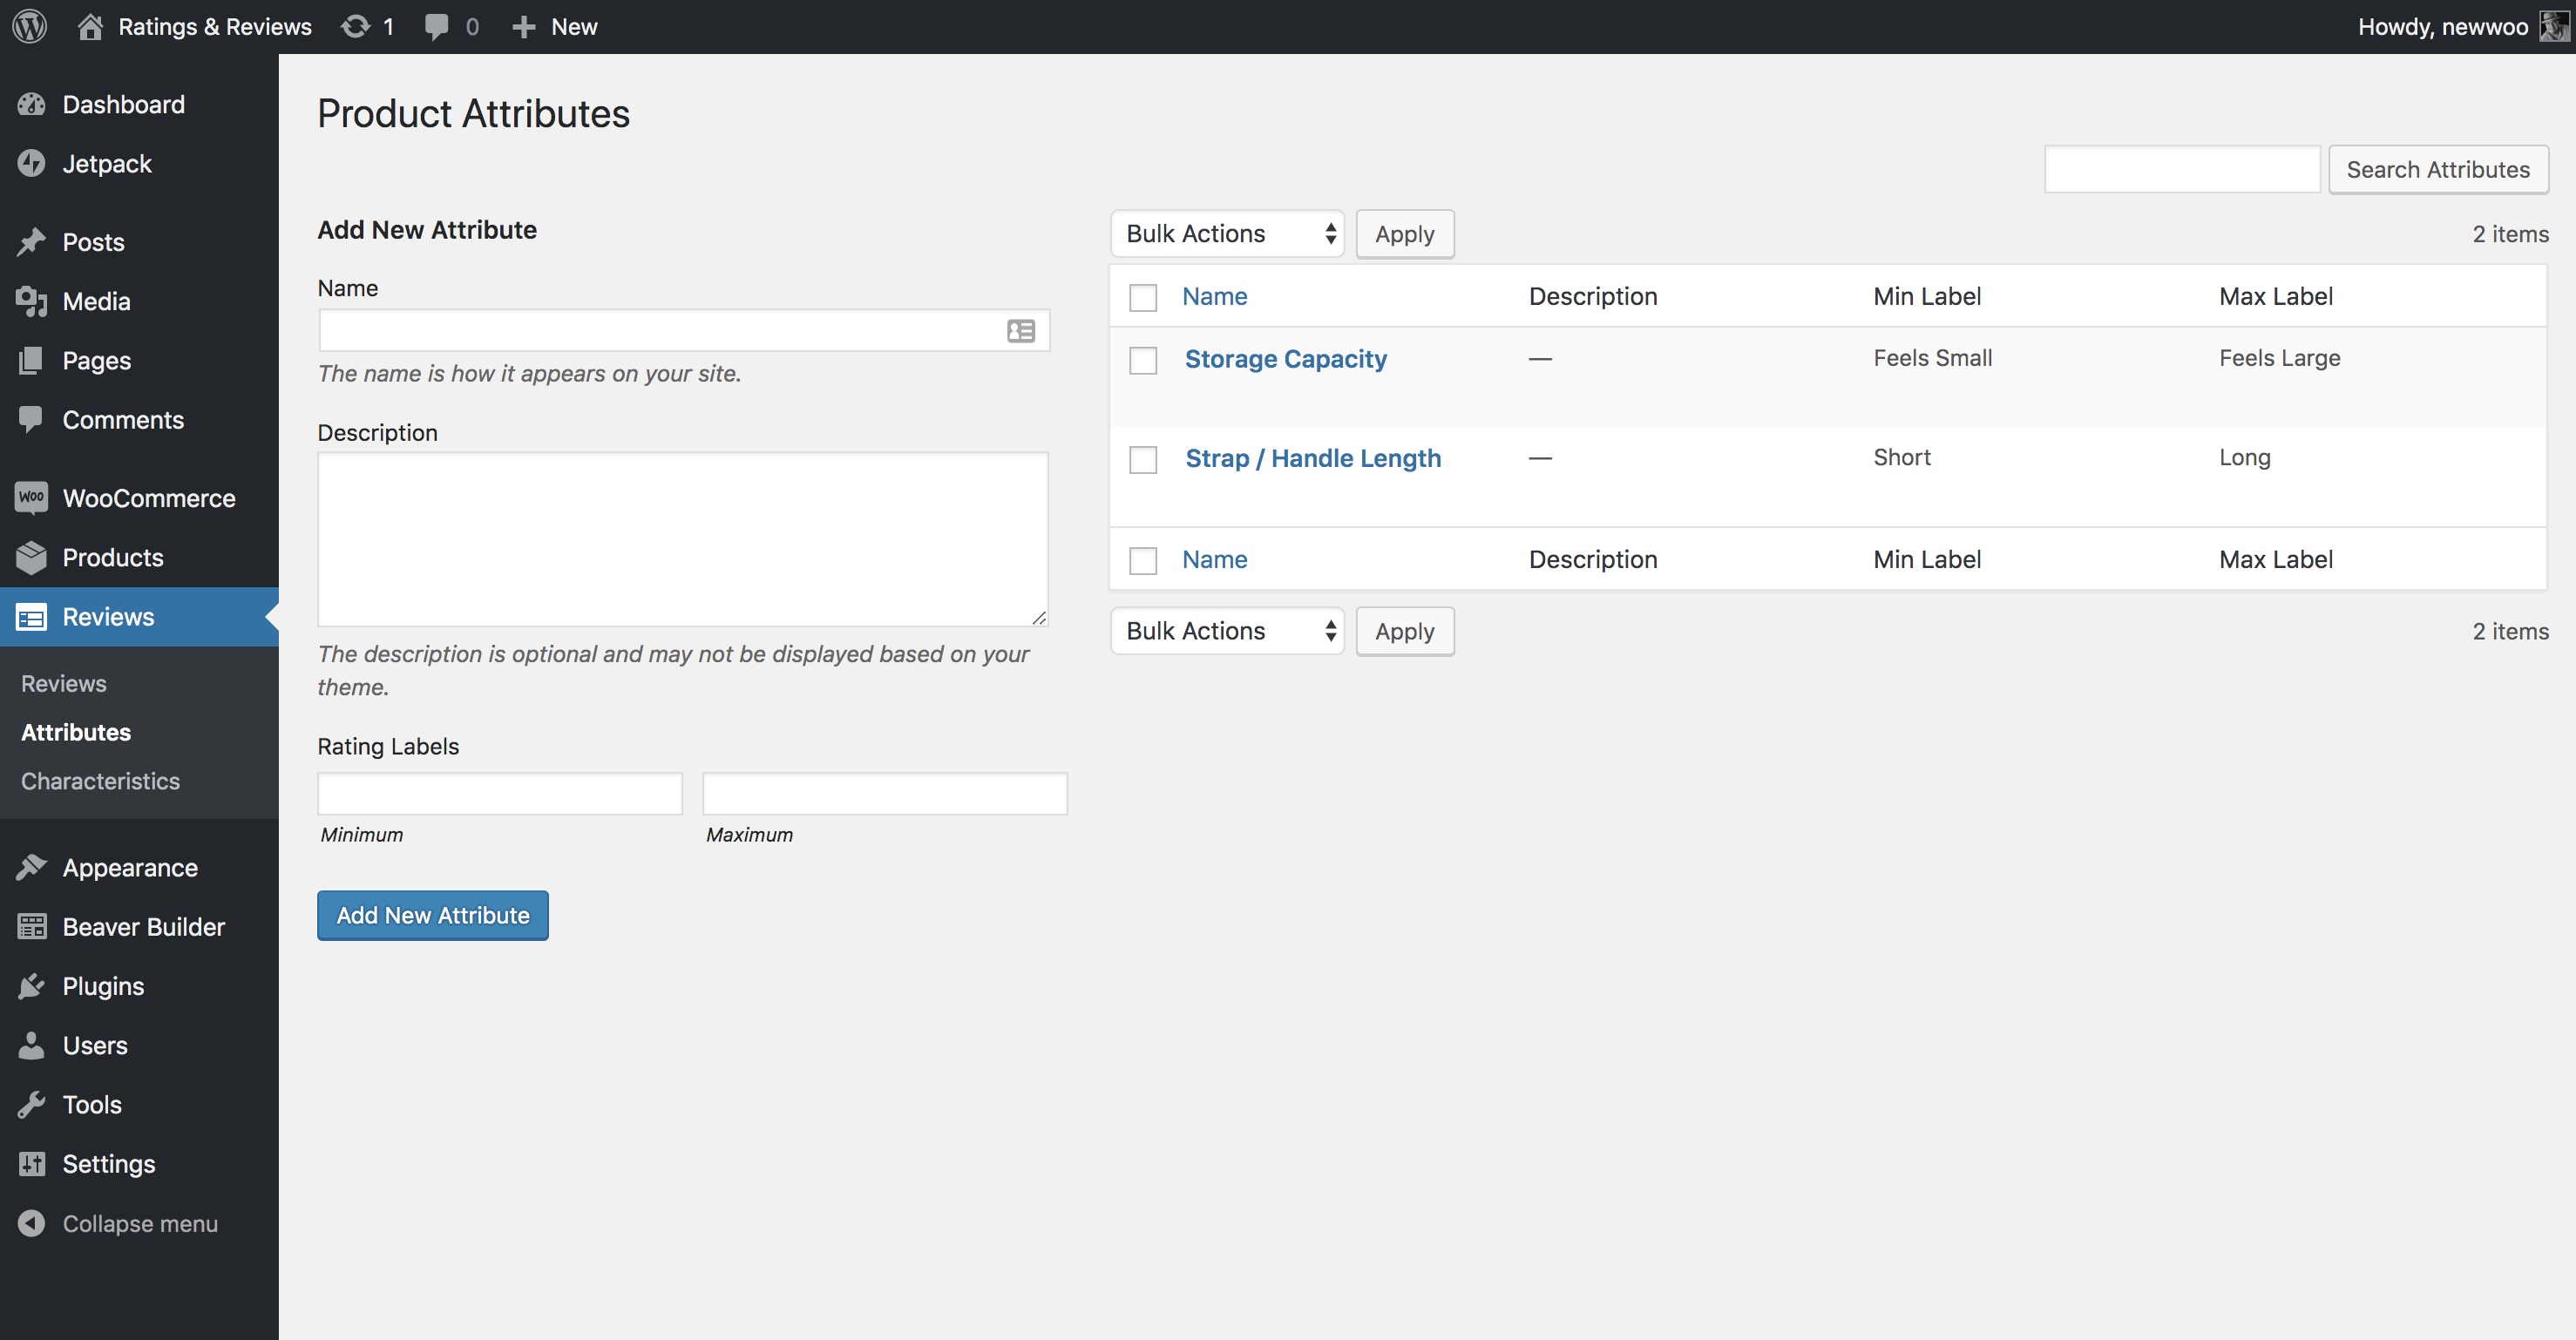 Ratings & Reviews 1 0 New Howdy, newwoo
Dashboard
Jetpack
Posts
Media
Pages
Comments
Woo WooCommerce
Products
Reviews
Reviews
Attributes
Characteristics
Appearance
Beaver Builder
Plugins
Users
Tools
Settings
Collapse menu
Product Attributes
Search Attributes
Add New Attribute
Name
The name is how it appears on your site.
Description
The description is optional and may not be displayed based on your
theme.
Rating Labels
Minimum Maximum
Add New Attribute
Bulk Actions Apply 2 items
Name Description Min Label Max Label
Storage Capacity — Feels Small Feels Large
Strap / Handle Length — Short Long
Name Description Min Label Max Label
Bulk Actions Apply 2 items